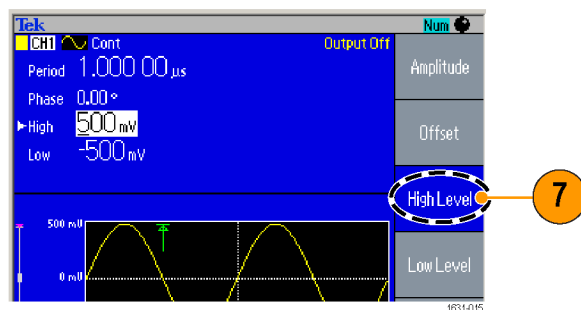 Tek
Num
CH1 Cont
Output Off
Period 1.000 00 µs
Phase 0.00 °
High 500 mV
Low -500 mV
Amplitude
Offset
High Level
7
Low Level
500 mV
0 mV
1631-015